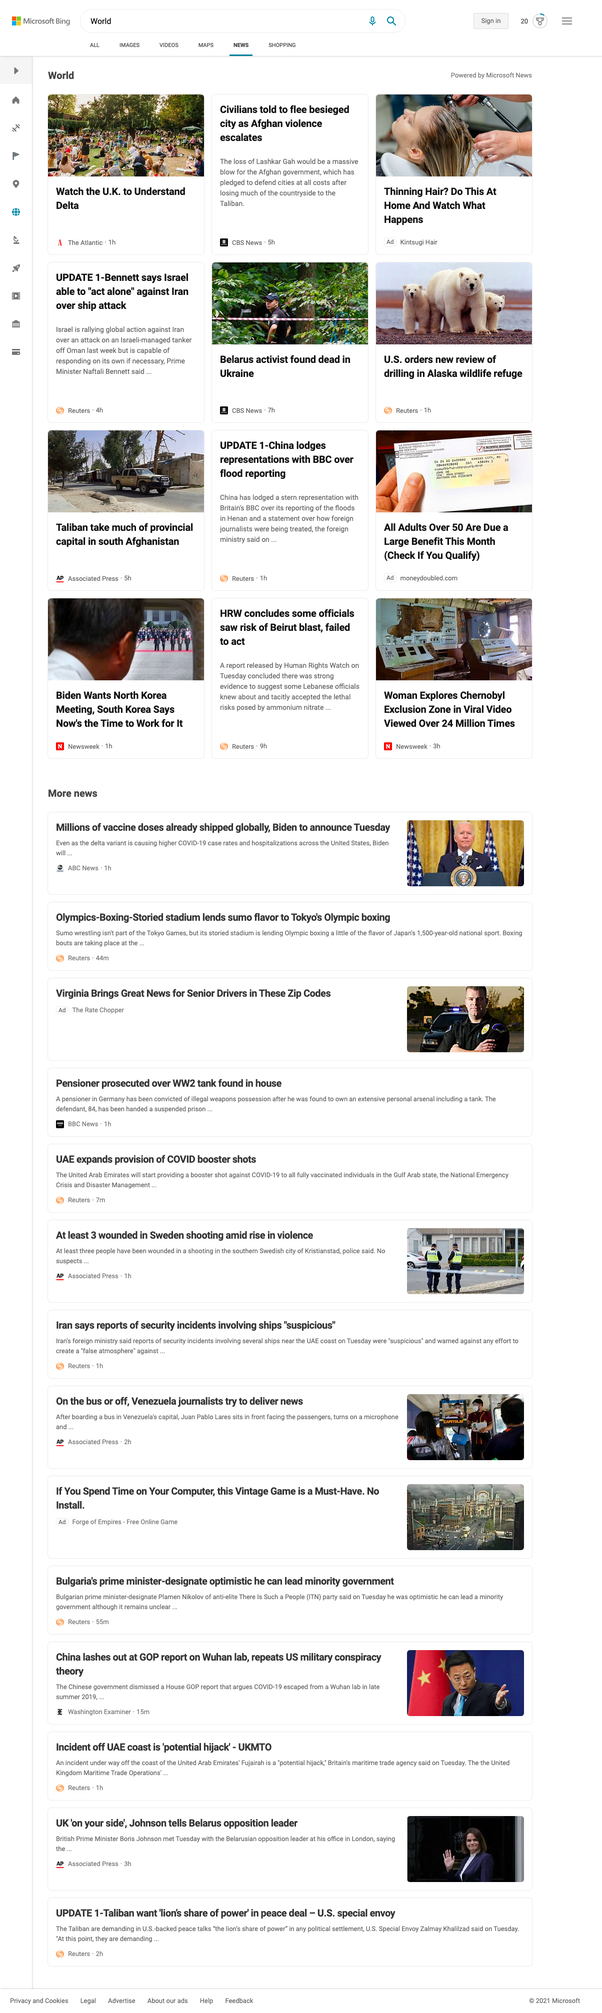 Microsoft Bing
World
Sign in
20
ALL
IMAGES
VIDEOS
MAPS
NEWS
SHOPPING
World
Powered by Microsoft News
Watch the U.K. to Understand
Delta
The Atlantic · 1h
Civilians told to flee besieged
city as Afghan violence
escalates
The loss of Lashkar Gah would be a massive
blow for the Afghan government, which has
pledged to defend cities at all costs after
losing much of the countryside to the
Taliban.
CBS News · 5h
Thinning Hair? Do This At
Home And Watch What
Happens
Ad Kintsugi Hair
UPDATE 1-Bennett says Israel
able to "act alone" against Iran
over ship attack
Israel is rallying global action against Iran
over an attack on an Israeli-managed tanker
off Oman last week but is capable of
responding on its own if necessary, Prime
Minister Naftali Bennett said ...
Reuters · 4h
Belarus activist found dead in
Ukraine
CBS News · 7h
U.S. orders new review of
drilling in Alaska wildlife refuge
Reuters · 1h
Taliban take much of provincial
capital in south Afghanistan
AP Associated Press · 5h
UPDATE 1-China lodges
representations with BBC over
flood reporting
China has lodged a stern representation with
Britain's BBC over its reporting of the floods
in Henan and a statement over how foreign
journalists were being treated, the foreign
ministry said on ...
Reuters · 1h
All Adults Over 50 Are Due a
Large Benefit This Month
(Check If You Qualify)
Ad moneydoubled.com
Biden Wants North Korea
Meeting, South Korea Says
Now's the Time to Work for It
N Newsweek · 1h
HRW concludes some officials
saw risk of Beirut blast, failed
to act
A report released by Human Rights Watch on
Tuesday concluded there was strong
evidence to suggest some Lebanese officials
knew about and tacitly accepted the lethal
risks posed by ammonium nitrate ...
Reuters · 9h
Woman Explores Chernobyl
Exclusion Zone in Viral Video
Viewed Over 24 Million Times
N Newsweek · 3h
More news
Millions of vaccine doses already shipped globally, Biden to announce Tuesday
Even as the delta variant is causing higher COVID-19 case rates and hospitalizations across the United States, Biden
will ...
ABC News · 1h
Olympics-Boxing-Storied stadium lends sumo flavor to Tokyo's Olympic boxing
Sumo wrestling isn't part of the Tokyo Games, but its storied stadium is lending Olympic boxing a little of the flavor of Japan's 1,500-year-old national sport. Boxing
bouts are taking place at the ...
Reuters · 44m
Virginia Brings Great News for Senior Drivers in These Zip Codes
Ad The Rate Chopper
Pensioner prosecuted over WW2 tank found in house
A pensioner in Germany has been convicted of illegal weapons possession after he was found to own an extensive personal arsenal including a tank. The
defendant, 84, has been handed a suspended prison ...
BBC News · 1h
UAE expands provision of COVID booster shots
The United Arab Emirates will start providing a booster shot against COVID-19 to all fully vaccinated individuals in the Gulf Arab state, the National Emergency
Crisis and Disaster Management ...
Reuters · 7m
At least 3 wounded in Sweden shooting amid rise in violence
At least three people have been wounded in a shooting in the southern Swedish city of Kristianstad, police said. No
suspects ...
AP Associated Press · 1h
Iran says reports of security incidents involving ships "suspicious"
Iran's foreign ministry said reports of security incidents involving several ships near the UAE coast on Tuesday were "suspicious" and warned against any effort to
create a "false atmosphere" against ...
Reuters · 1h
On the bus or off, Venezuela journalists try to deliver news
After boarding a bus in Venezuela's capital, Juan Pablo Lares sits in front facing the passengers, turns on a microphone
and ...
AP Associated Press · 2h
If You Spend Time on Your Computer, this Vintage Game is a Must-Have. No
Install.
Ad Forge of Empires - Free Online Game
Bulgaria's prime minister-designate optimistic he can lead minority government
Bulgarian prime minister-designate Plamen Nikolov of anti-elite There Is Such a People (ITN) party said on Tuesday he was optimistic he can lead a minority
government although it remains unclear ...
Reuters · 55m
China lashes out at GOP report on Wuhan lab, repeats US military conspiracy
theory
The Chinese government dismissed a House GOP report that argues COVID-19 escaped from a Wuhan lab in late
summer 2019, ...
Washington Examiner · 15m
Incident off UAE coast is 'potential hijack' - UKMTO
An incident under way off the coast of the United Arab Emirates' Fujairah is a "potential hijack," Britain's maritime trade agency said on Tuesday. The the United
Kingdom Maritime Trade Operations' ...
Reuters · 1h
UK 'on your side', Johnson tells Belarus opposition leader
British Prime Minister Boris Johnson met Tuesday with the Belarusian opposition leader at his office in London, saying
the ...
AP Associated Press · 3h
UPDATE 1-Taliban want 'lion's share of power' in peace deal – U.S. special envoy
The Taliban are demanding in U.S.-backed peace talks "the lion's share of power" in any political settlement, U.S. Special Envoy Zalmay Khalilzad said on Tuesday.
"At this point, they are demanding ...
Reuters · 2h
Privacy and Cookies
Legal
Advertise
About our ads
Help
Feedback
© 2021 Microsoft